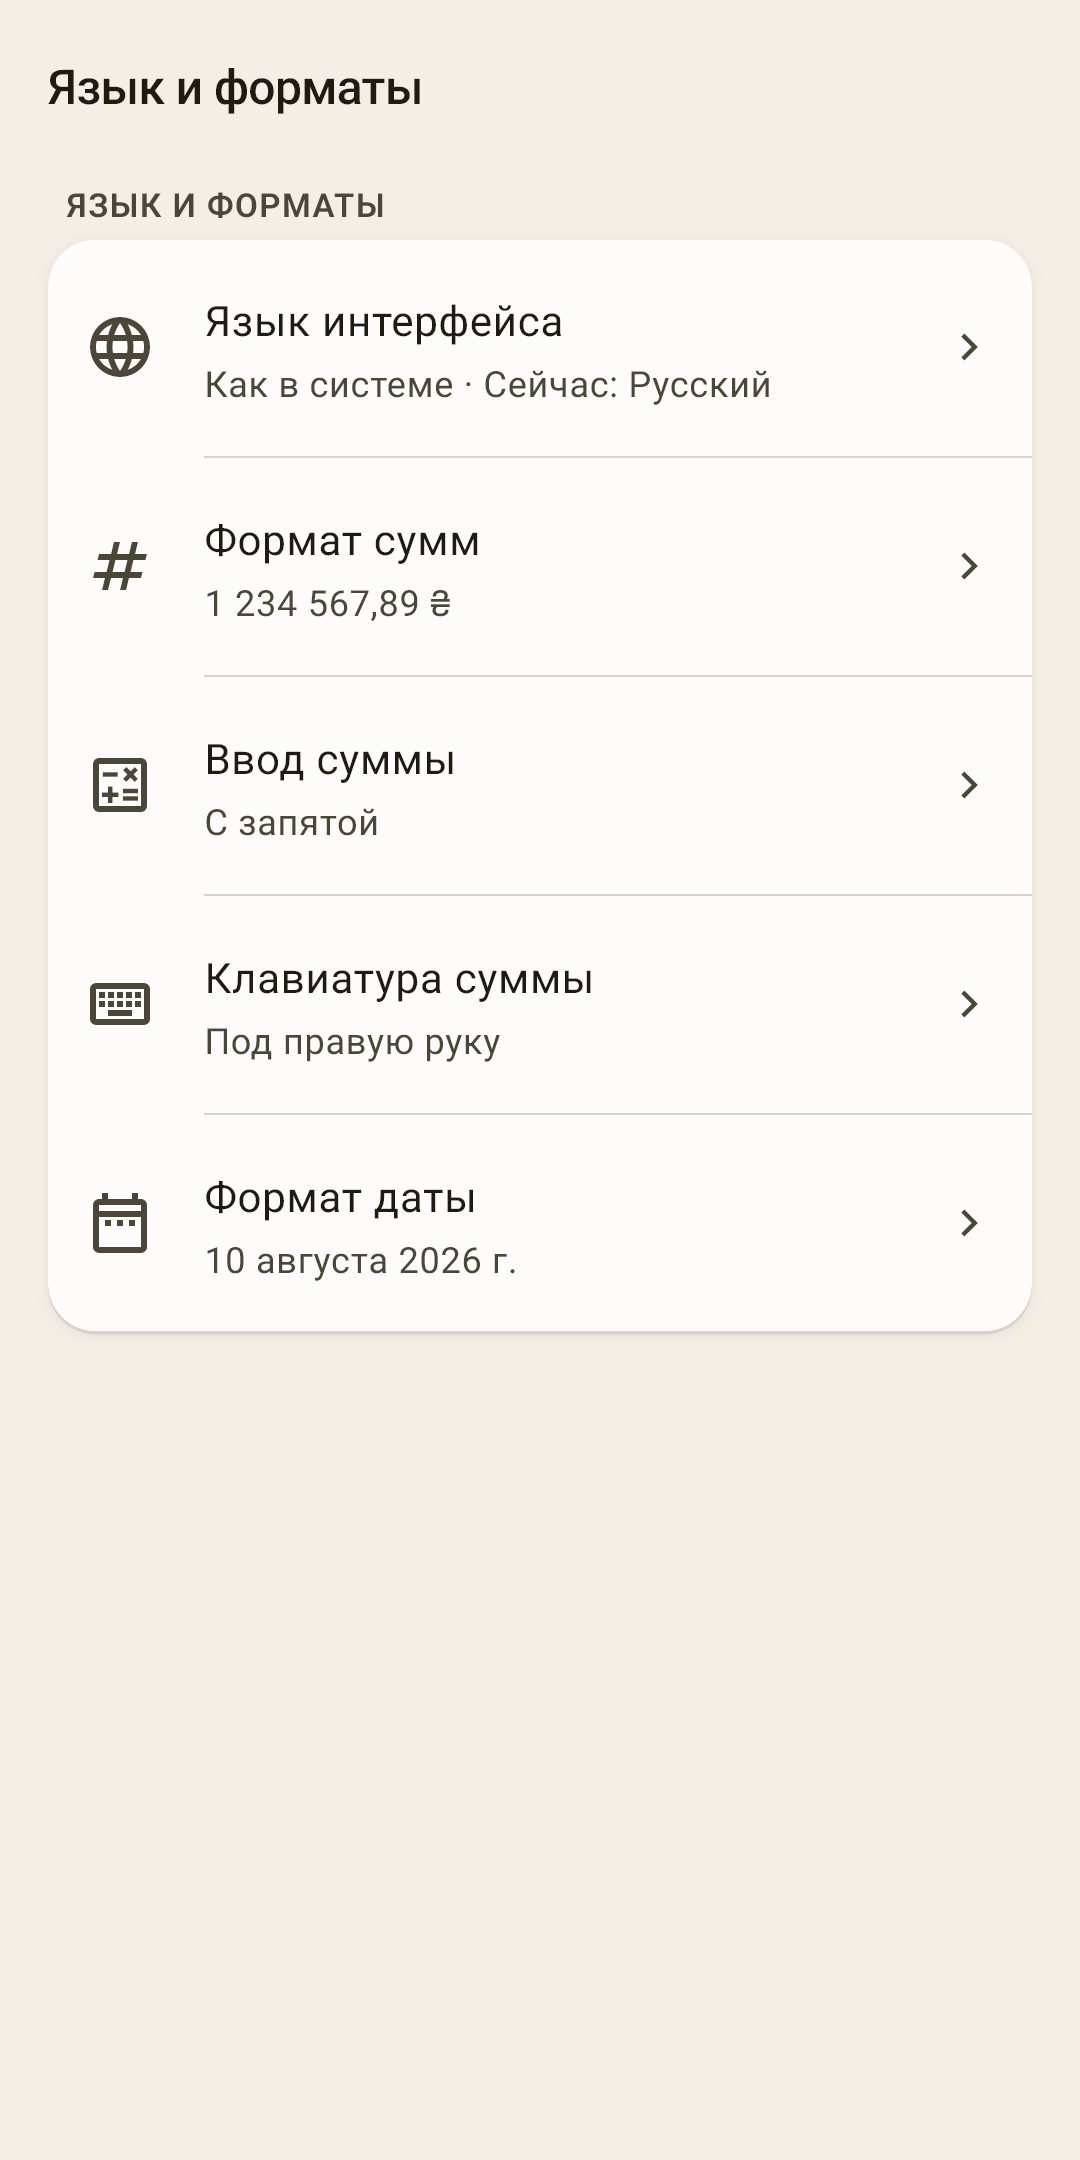 Язык и форматы
ЯЗЫК И ФОРМАТЫ
Язык интерфейса
Как в системе · Сейчас: Русский
Формат сумм
1 234 567,89 ₴
Ввод суммы
С запятой
Клавиатура суммы
Под правую руку
Формат даты
10 августа 2026 г.